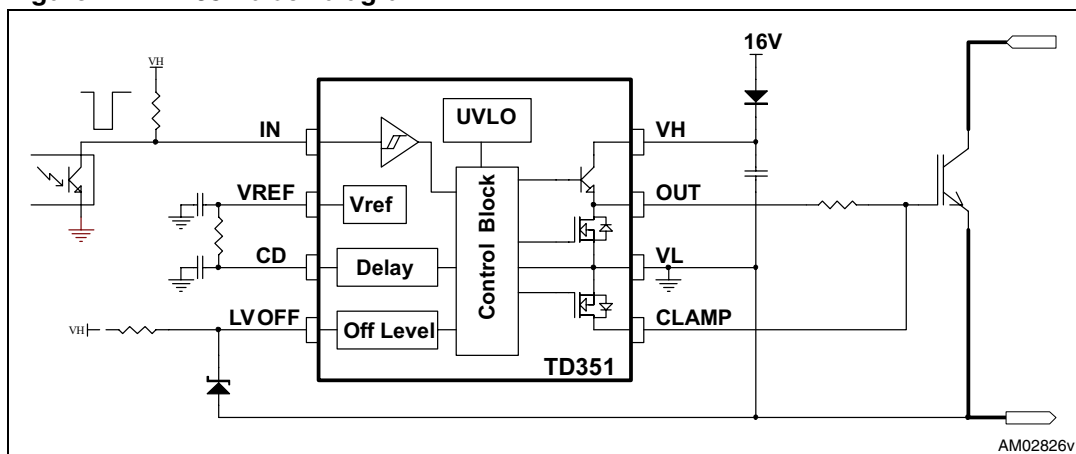 16V
VH
IN
UVLO
VH
VREF
Vref
OUT
Control Block
CD
Delay
VL
VH
LVOFF
Off Level
CLAMP
TD351
AM02826v